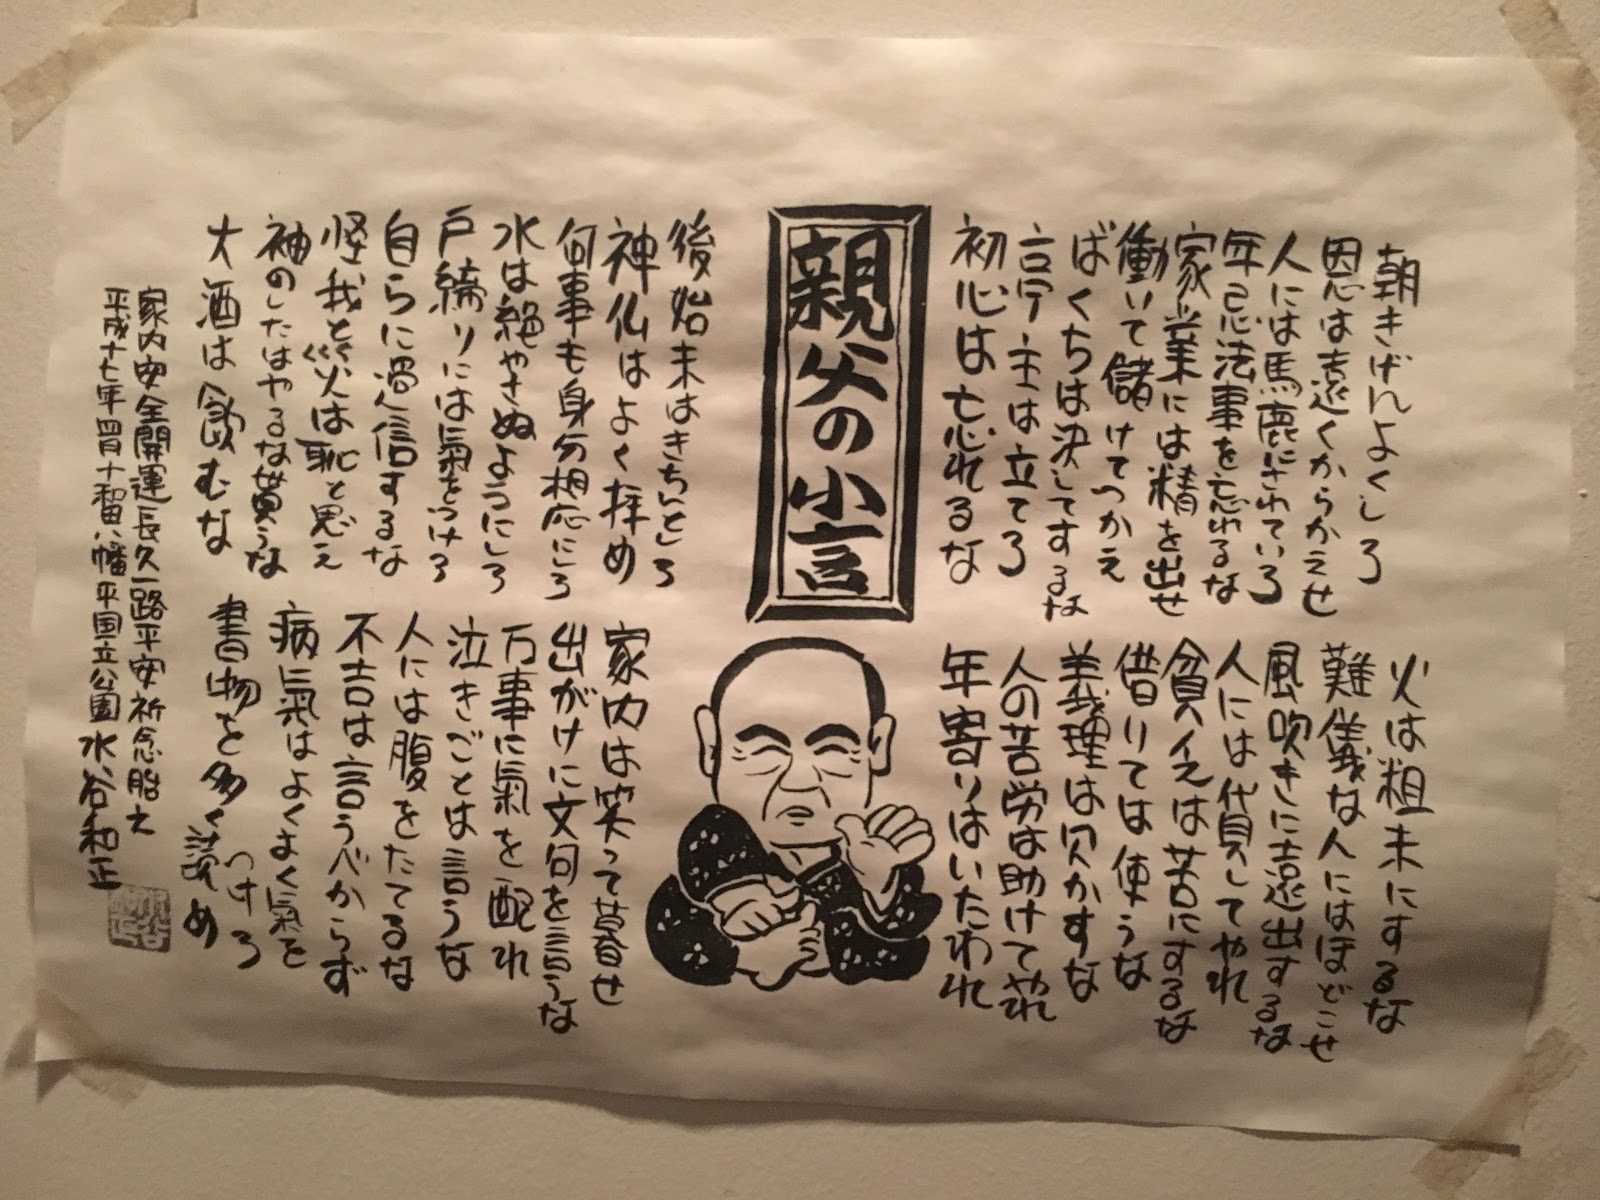 朝きげんよくしろ
恩は遠くからかえせ
人には馬鹿にされていろ
年忌法事を忘れるな
家業には精を出せ
働いて儲けてつかえ
ばくちは決してするな
亭主は立てろ
初心は忘れるな
火は粗末にするな
難儀な人にはほどこせ
風吹きに遠出するな
人には貸してやれ
貧乏は苦にするな
借りては使うな
義理は欠かすな
人の苦労は助けてやれ
年寄りはいたわれ
親父の小言
後始末はきちんとしろ
神仏はよく拝め
何事も身分相応にしろ
水は絶やさぬようにしろ
戸締りには氣をつけろ
自らに過信するな
怪我と災は恥と思え
袖のしたはやるな貰うな
大酒は飲むな
家内は笑って暮せ
出がけに文句を言うな
万事に氣を配れ
泣きごとは言うな
人には腹をたてるな
不吉は言うべからず
病氣はよくよく氣を
つけろ
書物を多く読め
家内安全開運長久一路平安祈念
平成十七年四月十和田八幡平国立公園 水谷和正